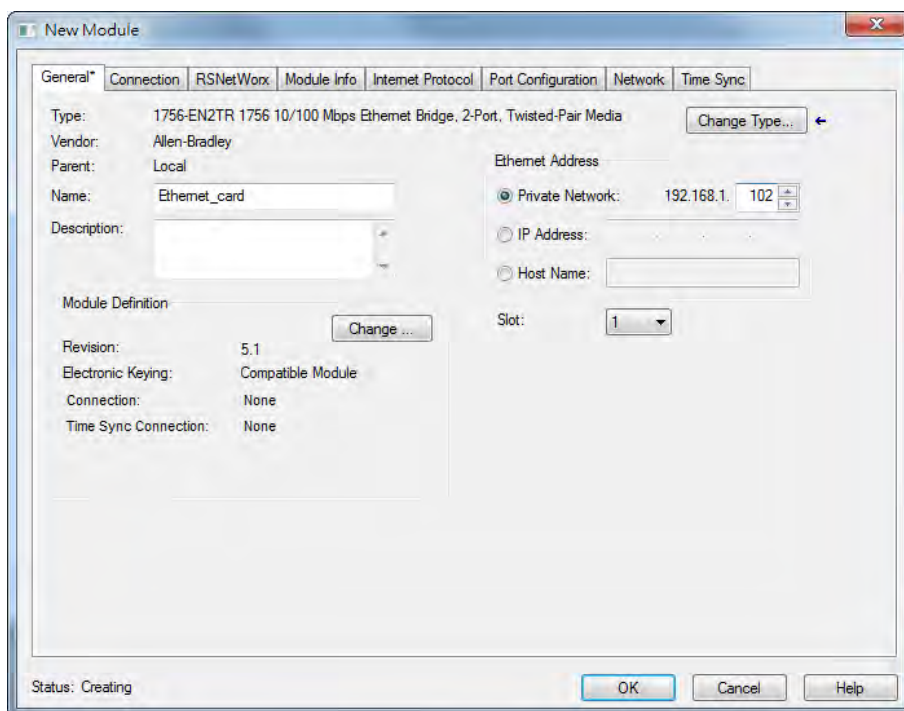 New Module
General* Connection RSNetWorx Module Info Internet Protocol Port Configuration Network Time Sync
Type: 1756-EN2TR 1756 10/100 Mbps Ethernet Bridge, 2-Port, Twisted-Pair Media
Change Type...
Vendor: Allen-Bradley
Parent: Local
Name: Ethernet_card
Description:
Ethernet Address
Private Network: 192.168.1. 102
IP Address: . . .
Host Name:
Slot: 1
Module Definition
Change ...
Revision: 5.1
Electronic Keying: Compatible Module
Connection: None
Time Sync Connection: None
Status: Creating
OK Cancel Help